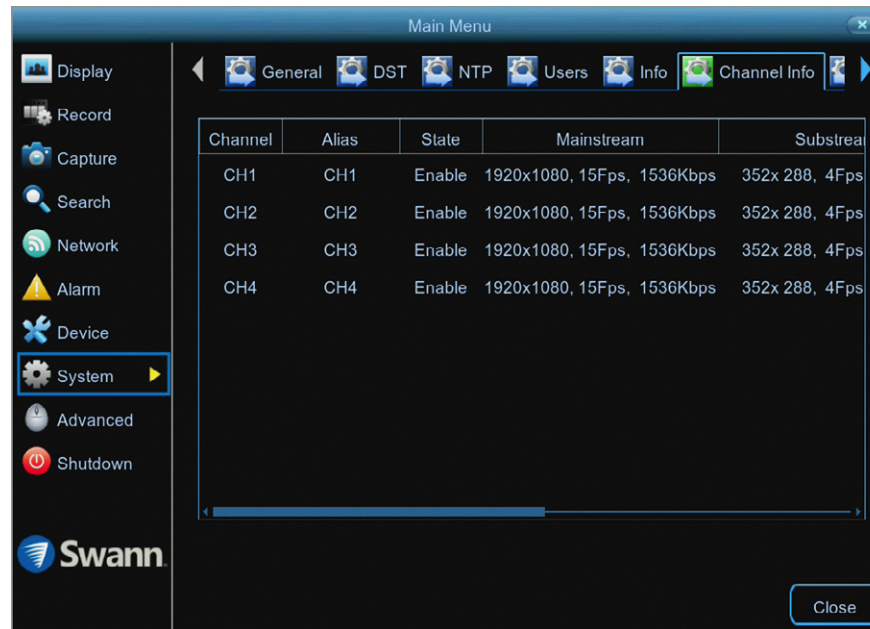 Main Menu
Display
Record
Capture
Search
Network
Alarm
Device
System
Advanced
Shutdown
Swann
General DST NTP Users Info Channel Info
Channel Alias State Mainstream Substrea
CH1 CH1 Enable 1920x1080, 15Fps, 1536Kbps 352x 288, 4Fps
CH2 CH2 Enable 1920x1080, 15Fps, 1536Kbps 352x 288, 4Fps
CH3 CH3 Enable 1920x1080, 15Fps, 1536Kbps 352x 288, 4Fps
CH4 CH4 Enable 1920x1080, 15Fps, 1536Kbps 352x 288, 4Fps
Close